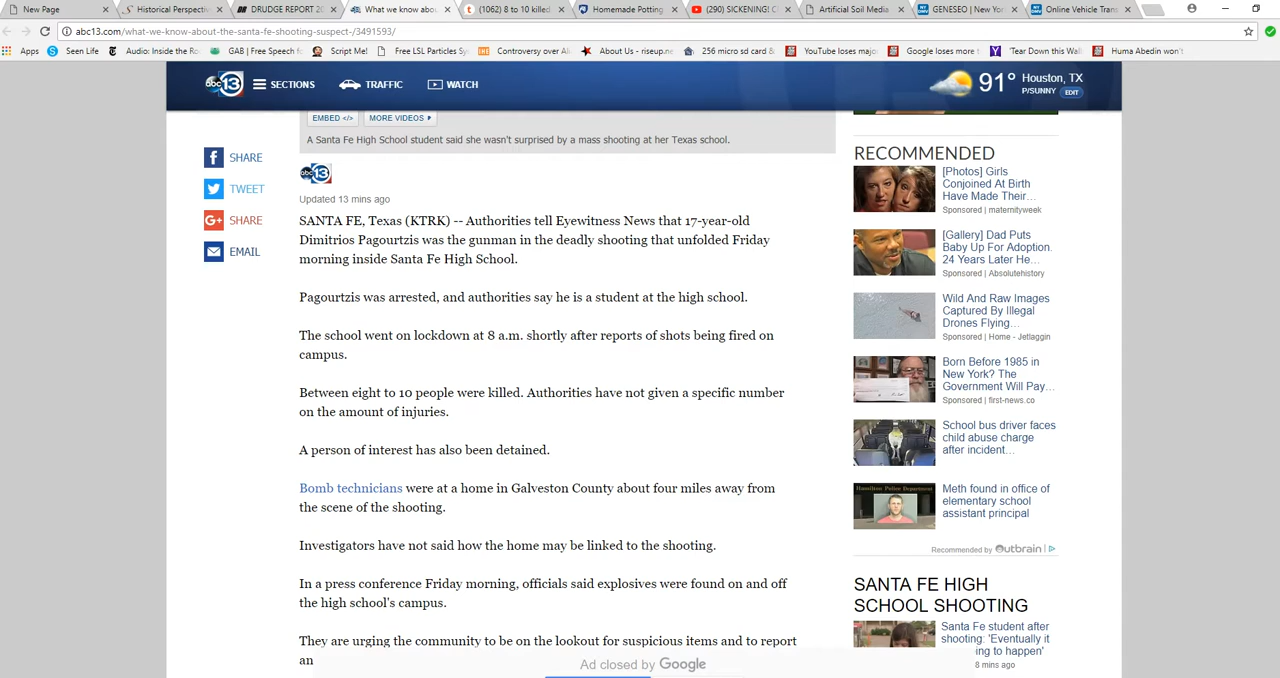 New Page
Historical Perspectiv
DRUDGE REPORT 20
What we know abou
(1062) 8 to 10 killed
Homemade Potting
(290) SICKENING! C
Artificial Soil Media
GENESEO | New Yo
Online Vehicle Trans
abc13.com/what-we-know-about-the-santa-fe-shooting-suspect-/3491593/
Apps
Seen Life
Audio: Inside the Ro
GAB | Free Speech fo
Script Me!
Free LSL Particles Sy
Controversy over Al
About Us - riseup.ne
256 micro sd card &
YouTube loses major
Google loses more t
'Tear Down this Wall
Huma Abedin won't
abc 13
SECTIONS
TRAFFIC
WATCH
91°
Houston, TX
P/SUNNY
EDIT
EMBED </>
MORE VIDEOS
A Santa Fe High School student said she wasn't surprised by a mass shooting at her Texas school.
SHARE
TWEET
SHARE
EMAIL
abc 13
Updated 13 mins ago
SANTA FE, Texas (KTRK) -- Authorities tell Eyewitness News that 17-year-old
Dimitrios Pagourtzis was the gunman in the deadly shooting that unfolded Friday
morning inside Santa Fe High School.
Pagourtzis was arrested, and authorities say he is a student at the high school.
The school went on lockdown at 8 a.m. shortly after reports of shots being fired on
campus.
Between eight to 10 people were killed. Authorities have not given a specific number
on the amount of injuries.
A person of interest has also been detained.
Bomb technicians were at a home in Galveston County about four miles away from
the scene of the shooting.
Investigators have not said how the home may be linked to the shooting.
In a press conference Friday morning, officials said explosives were found on and off
the high school's campus.
They are urging the community to be on the lookout for suspicious items and to report
an
Ad closed by Google
RECOMMENDED
[Photos] Girls
Conjoined At Birth
Have Made Their...
Sponsored | maternityweek
[Gallery] Dad Puts
Baby Up For Adoption.
24 Years Later He...
Sponsored | Absolutehistory
Wild And Raw Images
Captured By Illegal
Drones Flying...
Sponsored | Home - Jetlaggin
Born Before 1985 in
New York? The
Government Will Pay...
Sponsored | first-news.co
School bus driver faces
child abuse charge
after incident...
Hamilton Police Department
Meth found in office of
elementary school
assistant principal
Recommended by Outbrain
SANTA FE HIGH
SCHOOL SHOOTING
Santa Fe student after
shooting: 'Eventually it
ing to happen'
8 mins ago